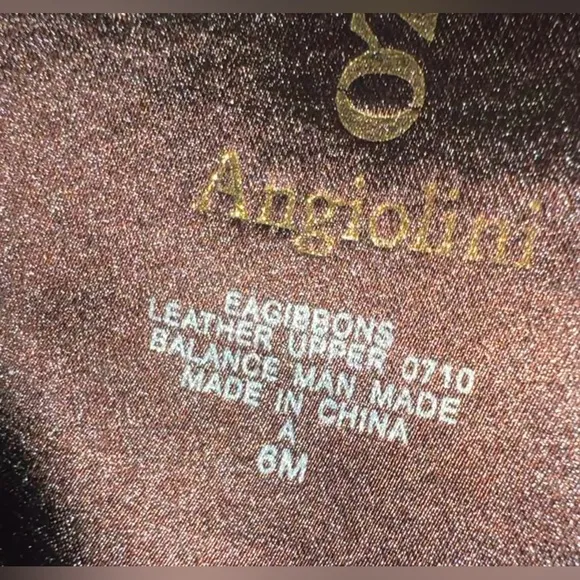 Angiolini
EAGIBBONS
LEATHER UPPER 0710
BALANCE MAN MADE
MADE IN CHINA
A
6M